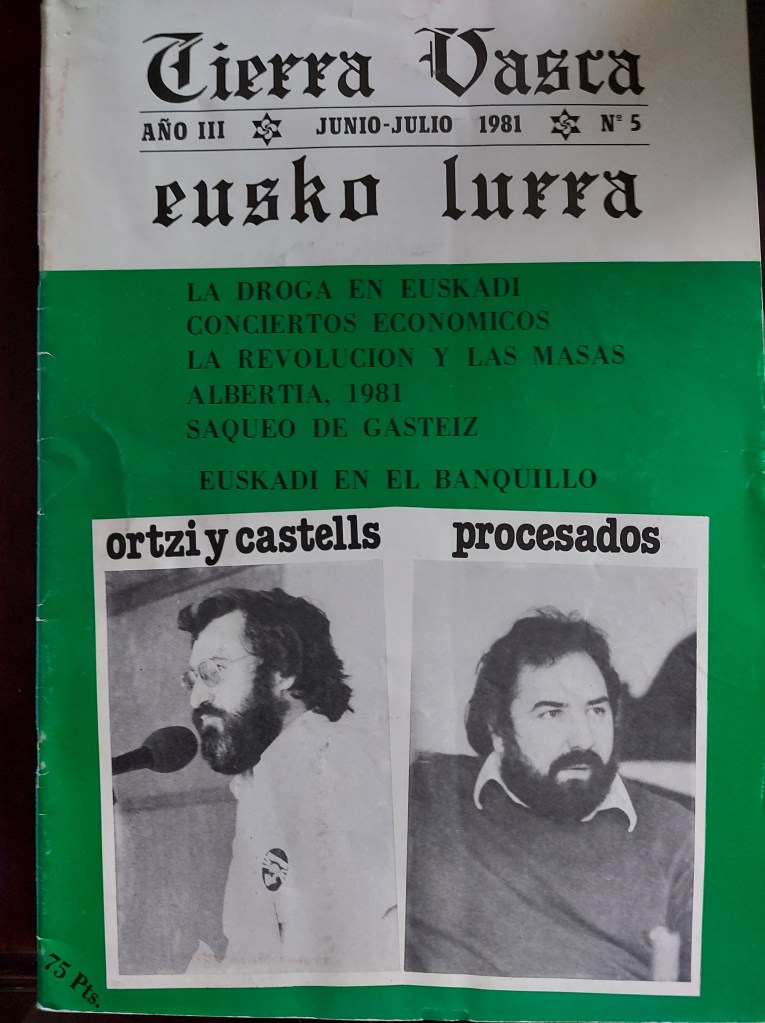 Tierra Vasca
AÑO III JUNIO-JULIO 1981 Nº 5
eusko lurra
LA DROGA EN EUSKADI
CONCIERTOS ECONOMICOS
LA REVOLUCION Y LAS MASAS
ALBERTIA, 1981
SAQUEO DE GASTEIZ
EUSKADI EN EL BANQUILLO
ortzi y castells procesados
75 Pts.